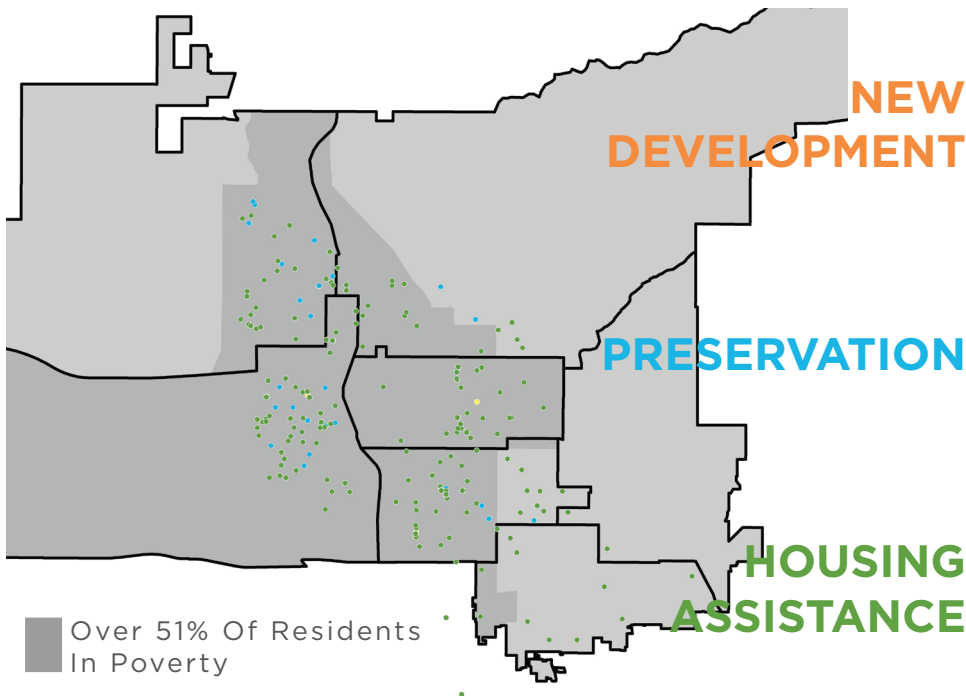 NEW
DEVELOPMENT
PRESERVATION
HOUSING
ASSISTANCE
Over 51% Of Residents
In Poverty